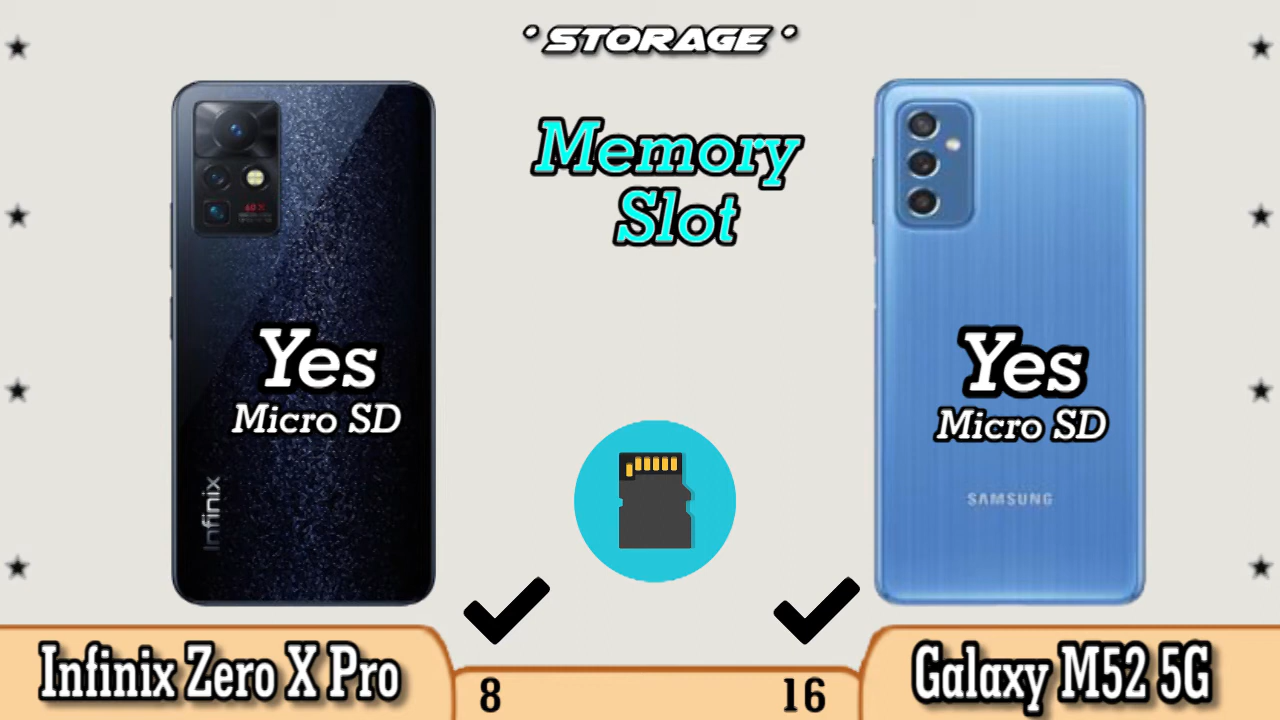 * STORAGE *
Memory
Slot
60X
Yes
Micro SD
Infinix
Yes
Micro SD
SAMSUNG
Infinix Zero X Pro
8
16
Galaxy M52 5G